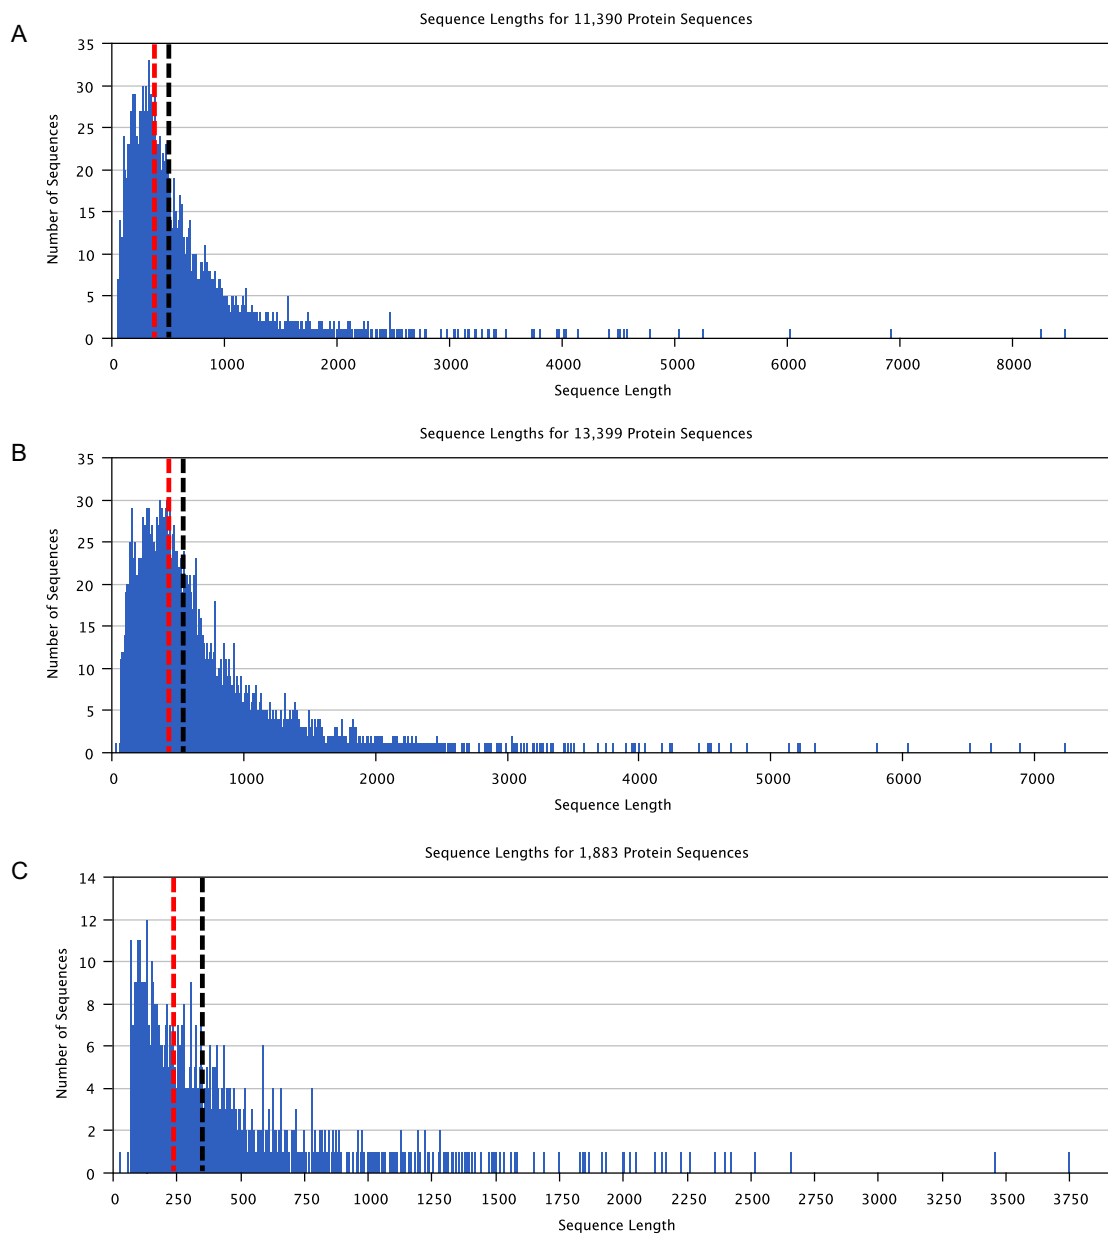 A
Sequence Lengths for 11,390 Protein Sequences
35
30
25
20
15
10
5
0
Number of Sequences
0 1000 2000 3000 4000 5000 6000 7000 8000
Sequence Length
B
Sequence Lengths for 13,399 Protein Sequences
35
30
25
20
15
10
5
0
Number of Sequences
0 1000 2000 3000 4000 5000 6000 7000
Sequence Length
C
Sequence Lengths for 1,883 Protein Sequences
14
12
10
8
6
4
2
0
Number of Sequences
0 250 500 750 1000 1250 1500 1750 2000 2250 2500 2750 3000 3250 3500 3750
Sequence Length